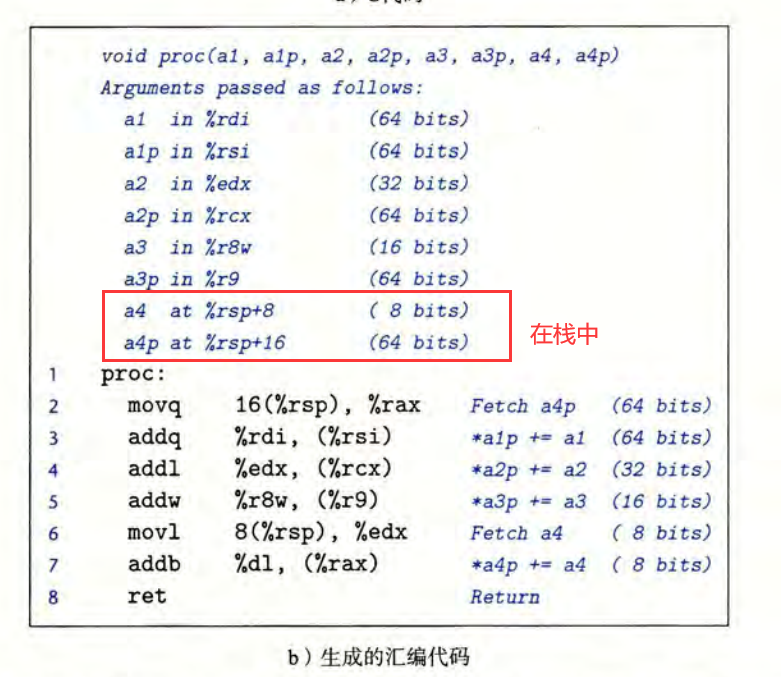 void proc(a1, a1p, a2, a2p, a3, a3p, a4, a4p)
Arguments passed as follows:
a1 in %rdi (64 bits)
a1p in %rsi (64 bits)
a2 in %edx (32 bits)
a2p in %rcx (64 bits)
a3 in %r8w (16 bits)
a3p in %r9 (64 bits)
a4 at %rsp+8 ( 8 bits)
a4p at %rsp+16 (64 bits)
在栈中
1 proc:
2 movq 16(%rsp), %rax Fetch a4p (64 bits)
3 addq %rdi, (%rsi) *a1p += a1 (64 bits)
4 addl %edx, (%rcx) *a2p += a2 (32 bits)
5 addw %r8w, (%r9) *a3p += a3 (16 bits)
6 movl 8(%rsp), %edx Fetch a4 ( 8 bits)
7 addb %dl, (%rax) *a4p += a4 ( 8 bits)
8 ret Return
b）生成的汇编代码